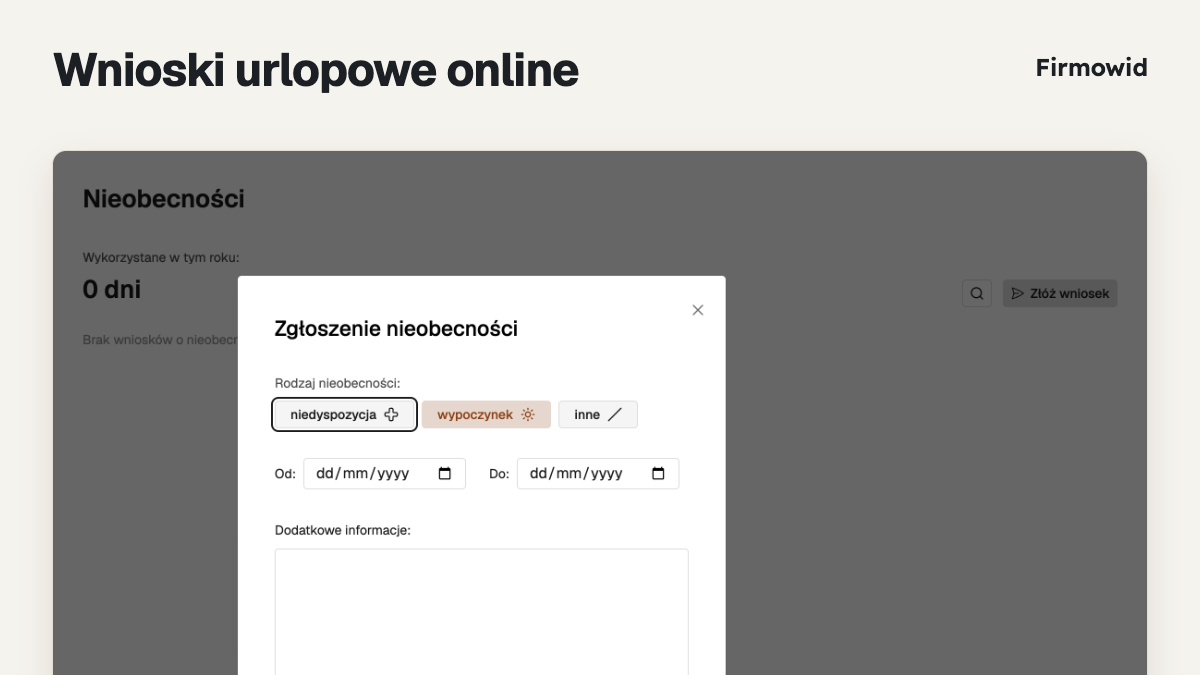 Wnioski urlopowe online
Firmowid
Nieobecności
Wykorzystane w tym roku:
0 dni
Złóż wniosek
Brak wniosków o nieobecn
Zgłoszenie nieobecności
Rodzaj nieobecności:
niedyspozycja
wypoczynek
inne
Od: dd/mm/yyyy
Do: dd/mm/yyyy
Dodatkowe informacje: